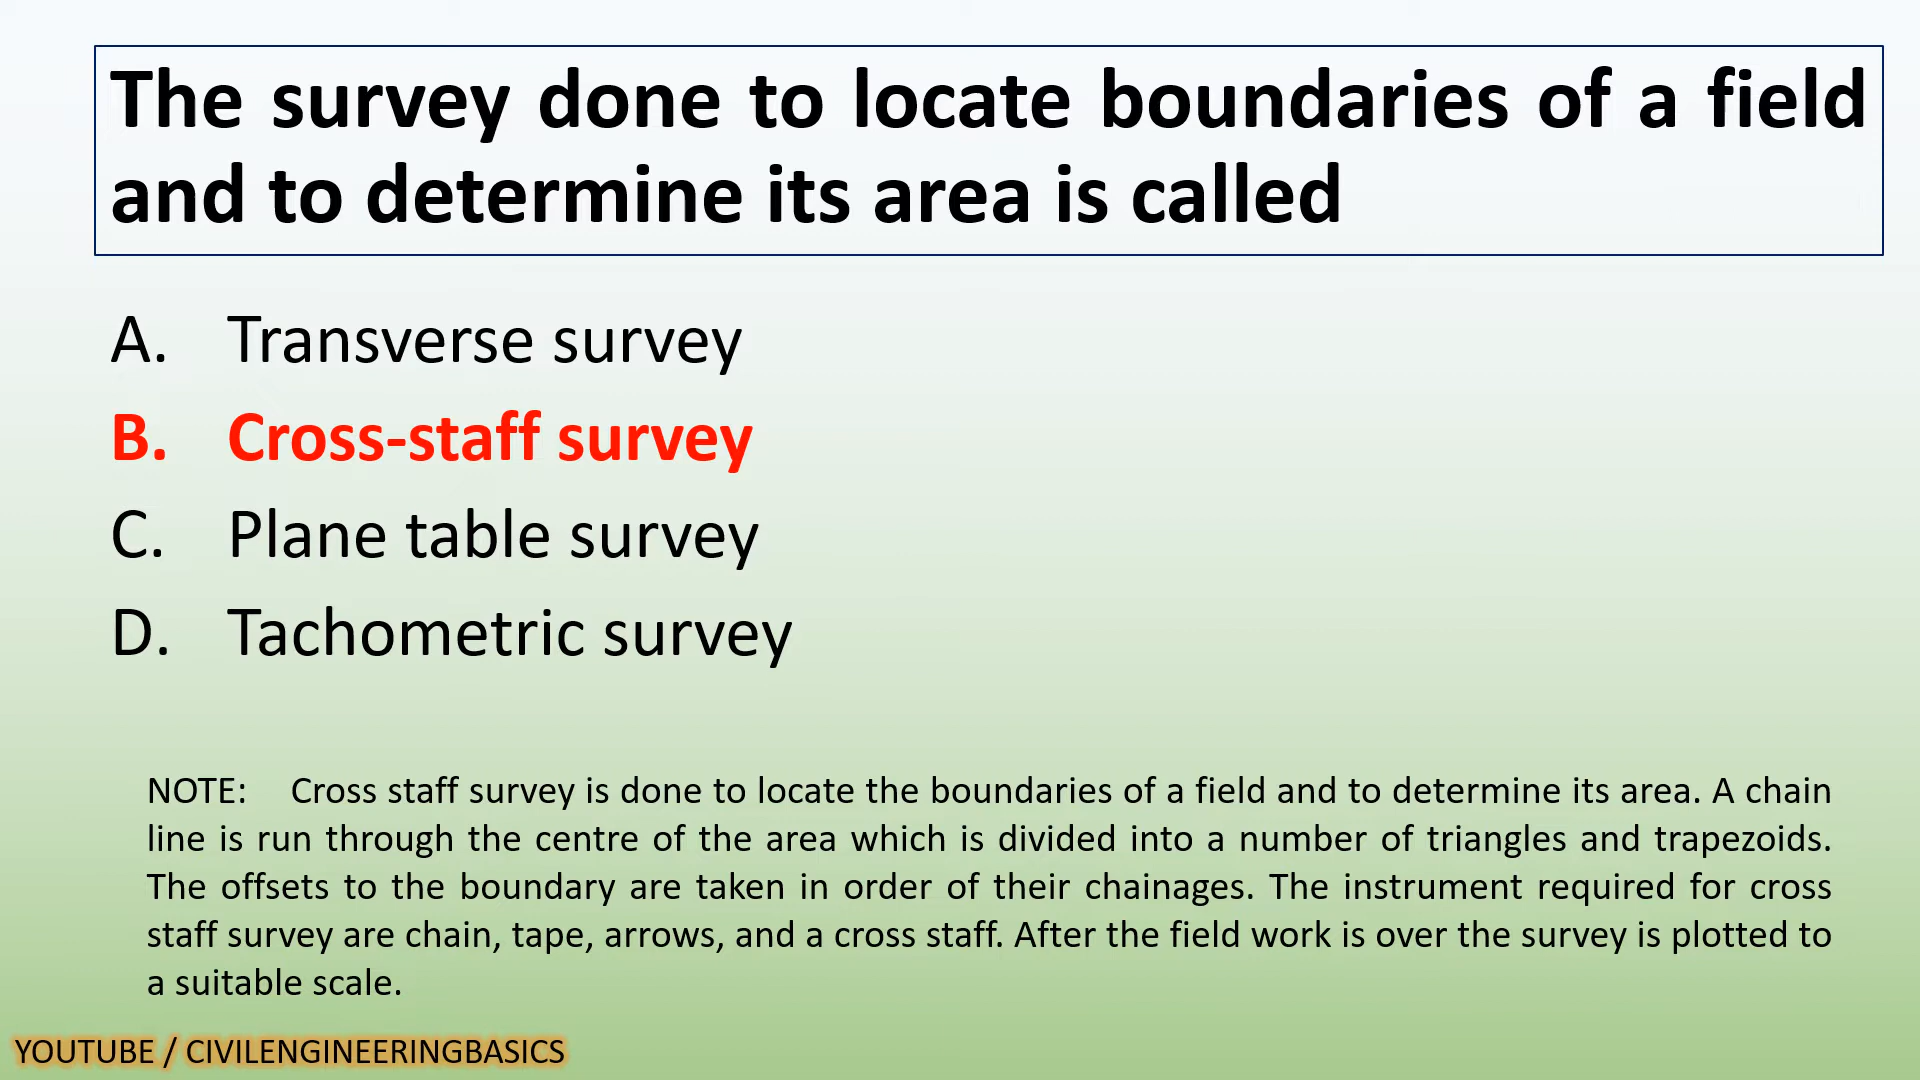 The survey done to locate boundaries of a field
and to determine its area is called
A. Transverse survey
B. Cross-staff survey
C. Plane table survey
D. Tachometric survey
NOTE: Cross staff survey is done to locate the boundaries of a field and to determine its area. A chain
line is run through the centre of the area which is divided into a number of triangles and trapezoids.
The offsets to the boundary are taken in order of their chainages. The instrument required for cross
staff survey are chain, tape, arrows, and a cross staff. After the field work is over the survey is plotted to
a suitable scale.
YOUTUBE / CIVILENGINEERINGBASICS